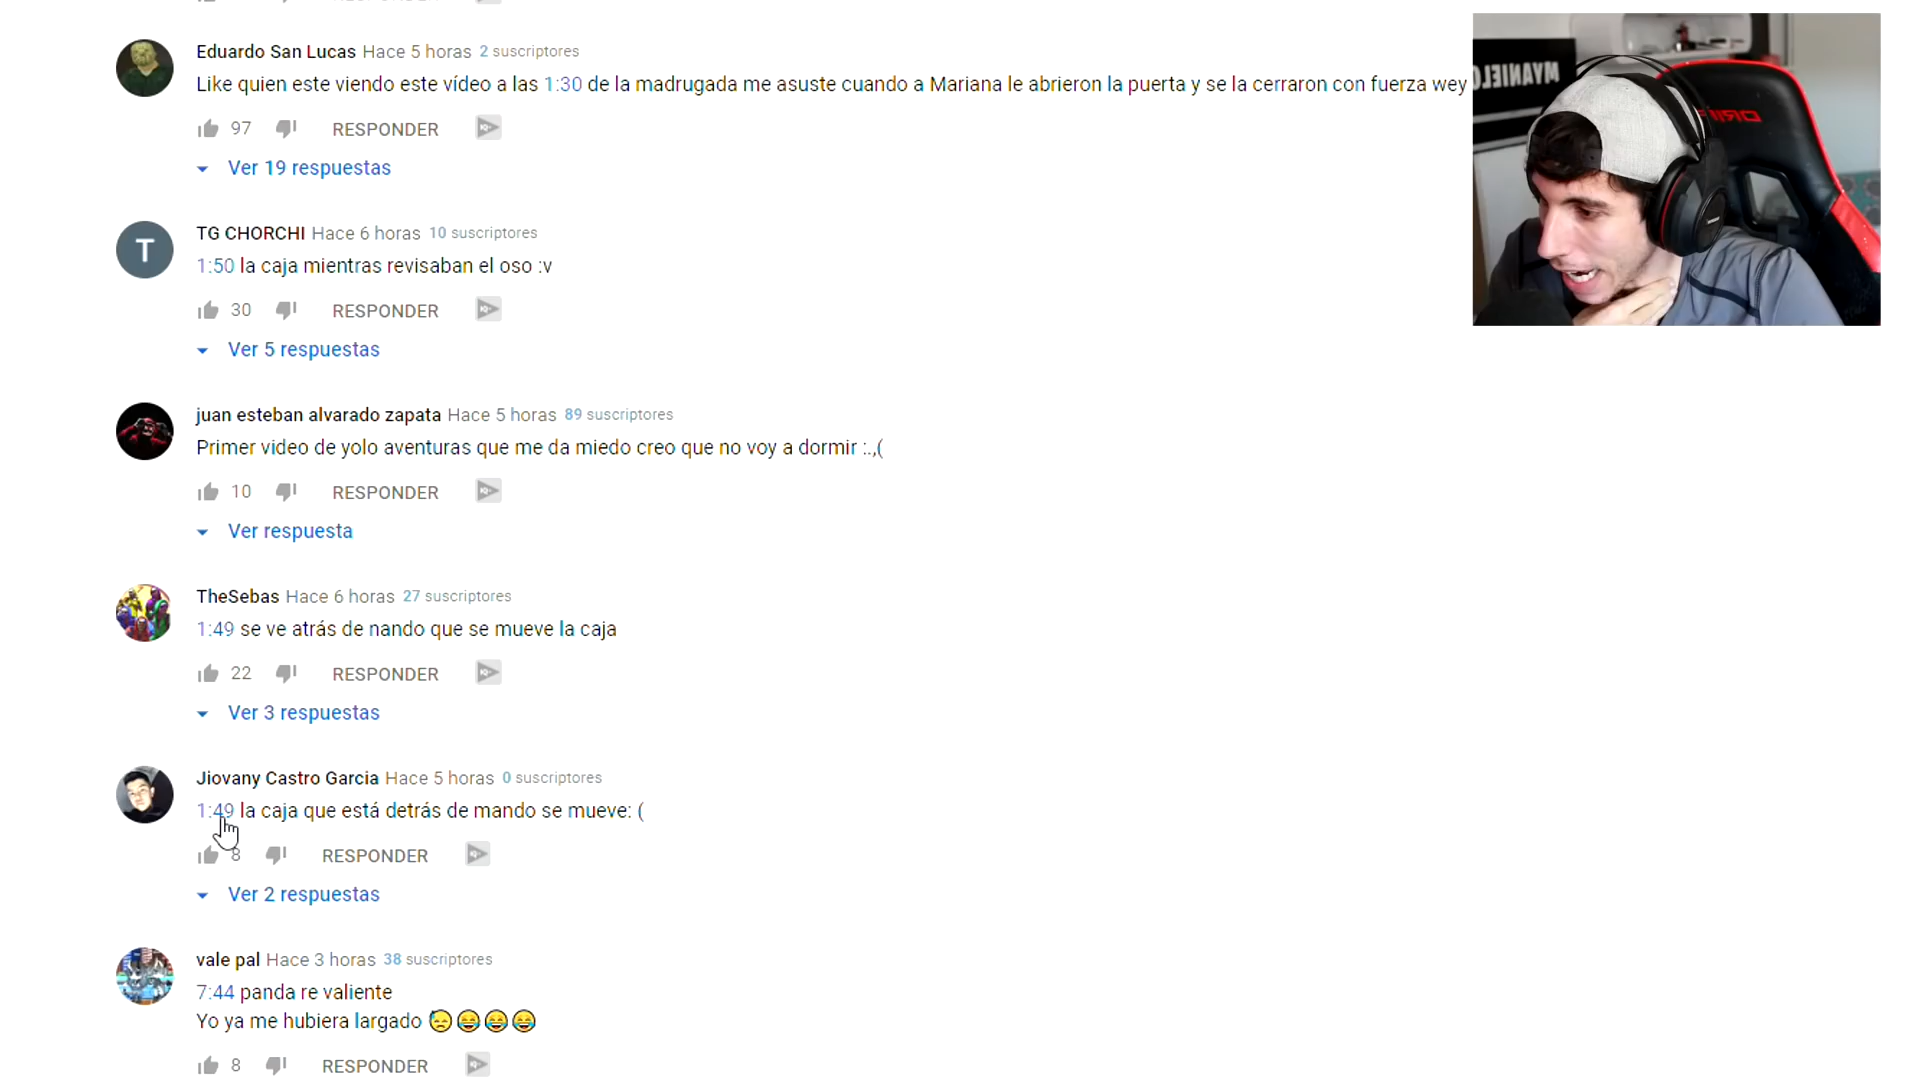 RESPONDER
Eduardo San Lucas Hace 5 horas 2 suscriptores
Like quien este viendo este vídeo a las 1:30 de la madrugada me asuste cuando a Mariana le abrieron la puerta y se la cerraron con fuerza wey
97 RESPONDER
Ver 19 respuestas
T
TG CHORCHI Hace 6 horas 10 suscriptores
1:50 la caja mientras revisaban el oso :v
30 RESPONDER
Ver 5 respuestas
juan esteban alvarado zapata Hace 5 horas 89 suscriptores
Primer video de yolo aventuras que me da miedo creo que no voy a dormir :.,(
10 RESPONDER
Ver respuesta
TheSebas Hace 6 horas 27 suscriptores
1:49 se ve atrás de nando que se mueve la caja
22 RESPONDER
Ver 3 respuestas
Jiovany Castro Garcia Hace 5 horas 0 suscriptores
1:49 la caja que está detrás de mando se mueve: (
8 RESPONDER
Ver 2 respuestas
vale pal Hace 3 horas 38 suscriptores
7:44 panda re valiente
Yo ya me hubiera largado 😓😂😂😂
8 RESPONDER